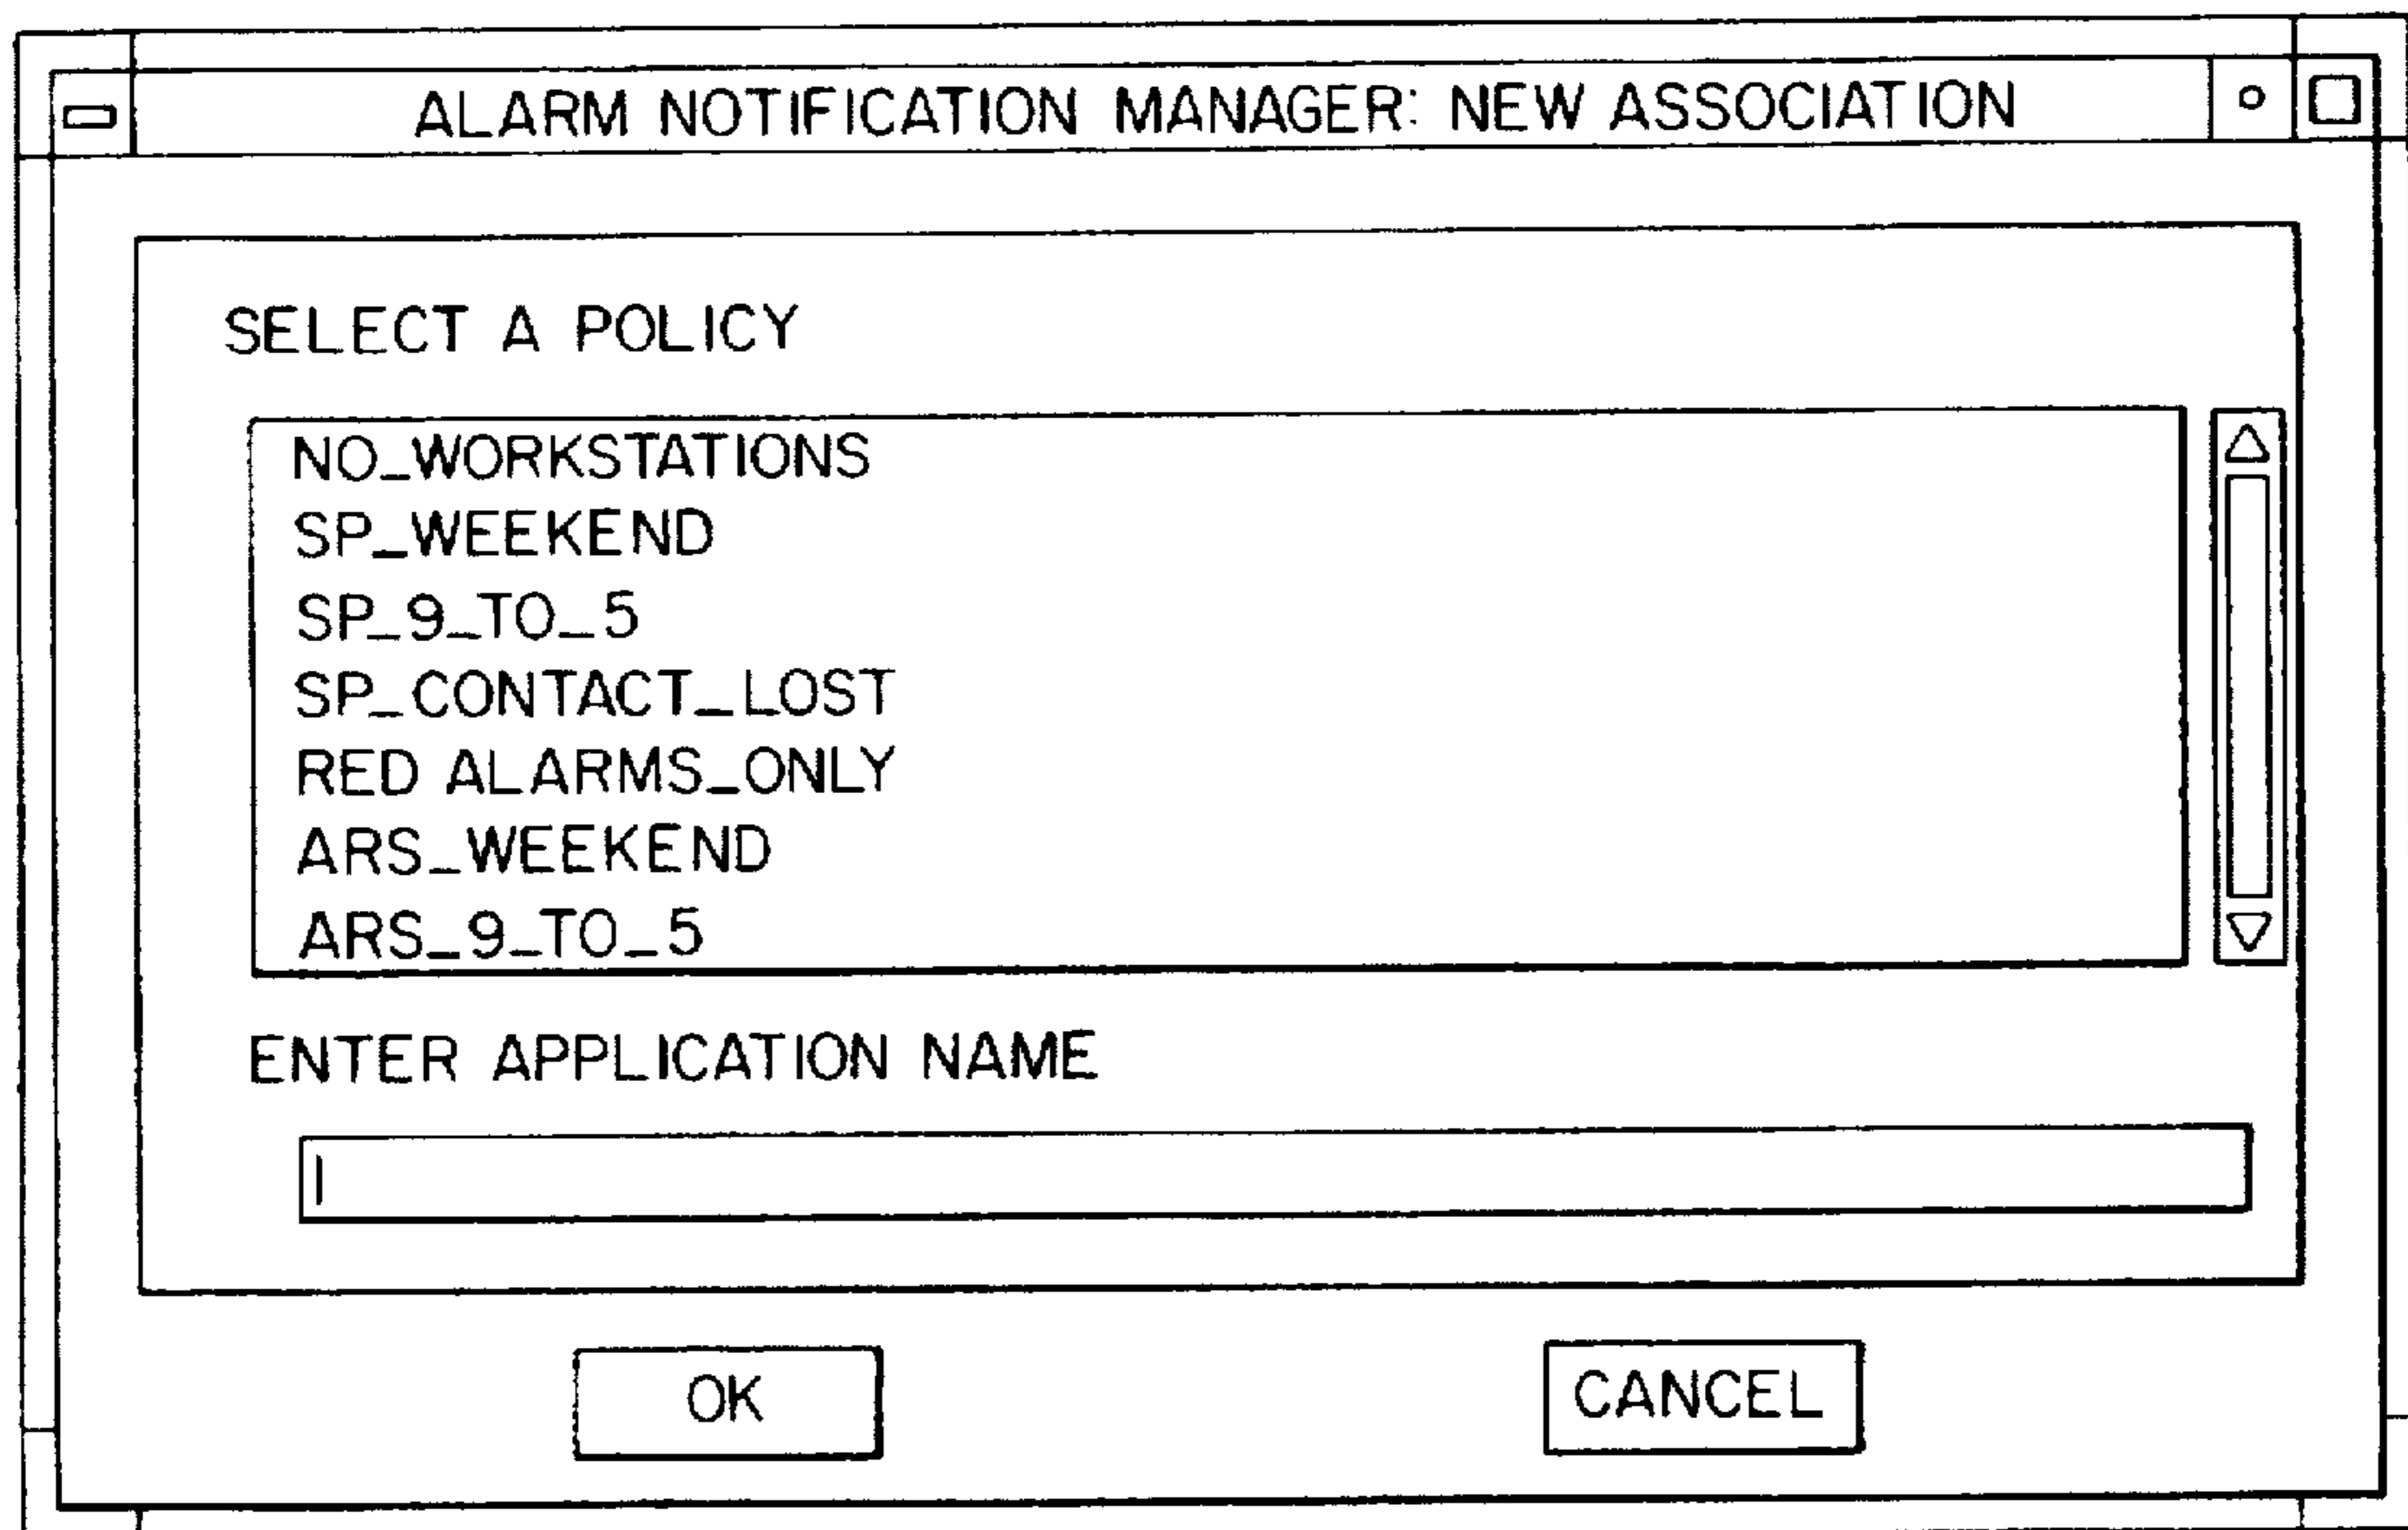 ALARM NOTIFICATION MANAGER: NEW ASSOCIATION
SELECT A POLICY
NO_WORKSTATIONS
SP_WEEKEND
SP_9_TO_5
SP_CONTACT_LOST
RED ALARMS_ONLY
ARS_WEEKEND
ARS_9_TO_5
ENTER APPLICATION NAME
OK
CANCEL